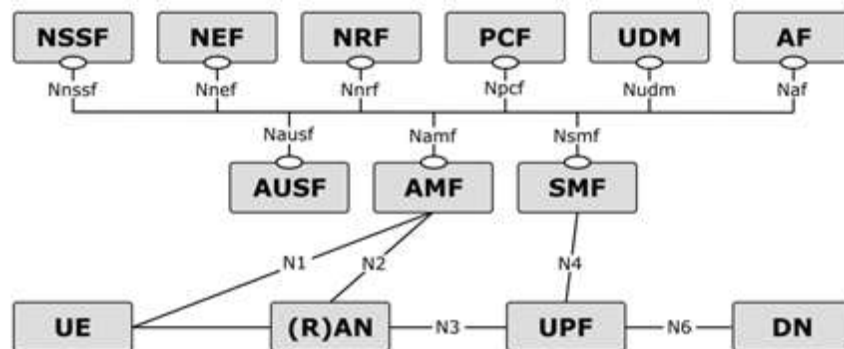 NSSF NEF NRF PCF UDM AF
Nnssf Nnef Nnrf Npcf Nudm Naf
Nausf Namf Nsmf
AUSF AMF SMF
N1 N2 N4
UE (R)AN N3 UPF N6 DN